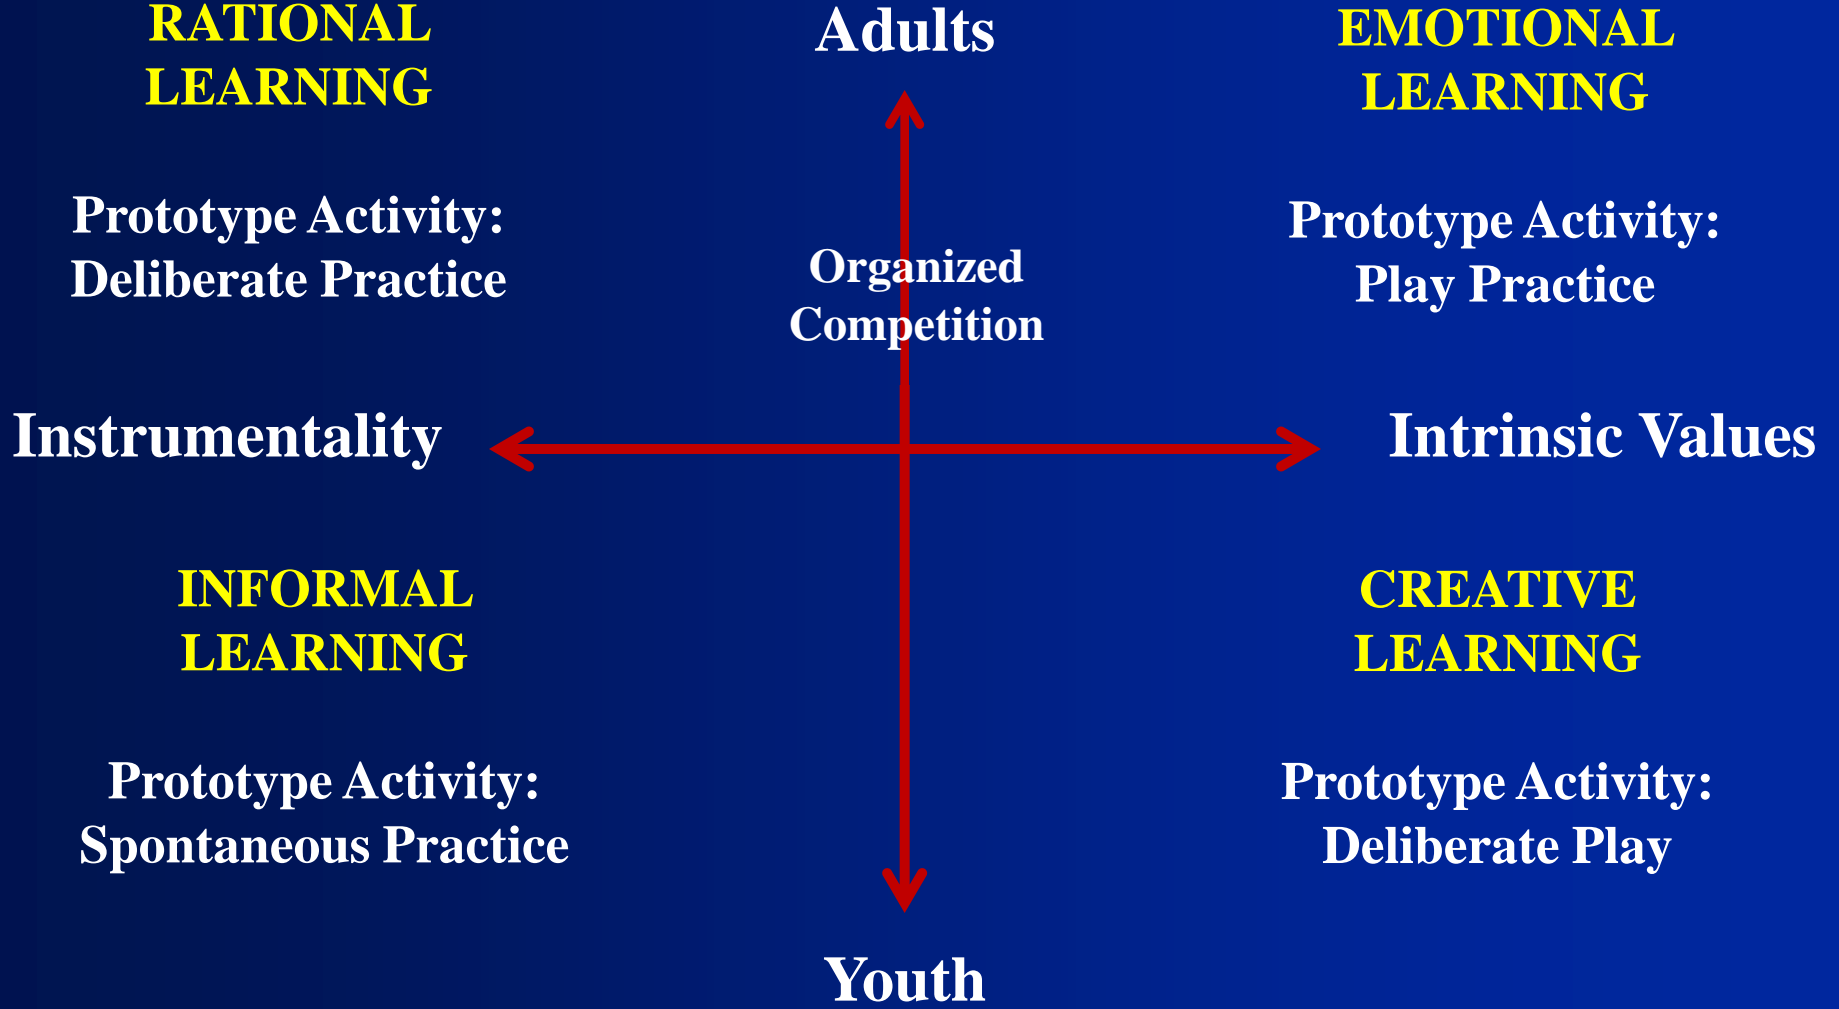 RATIONAL
LEARNING
Prototype Activity:
Deliberate Practice
Adults
Organized
Competition
EMOTIONAL
LEARNING
Prototype Activity:
Play Practice
Instrumentality
Intrinsic Values
INFORMAL
LEARNING
Prototype Activity:
Spontaneous Practice
CREATIVE
LEARNING
Prototype Activity:
Deliberate Play
Youth